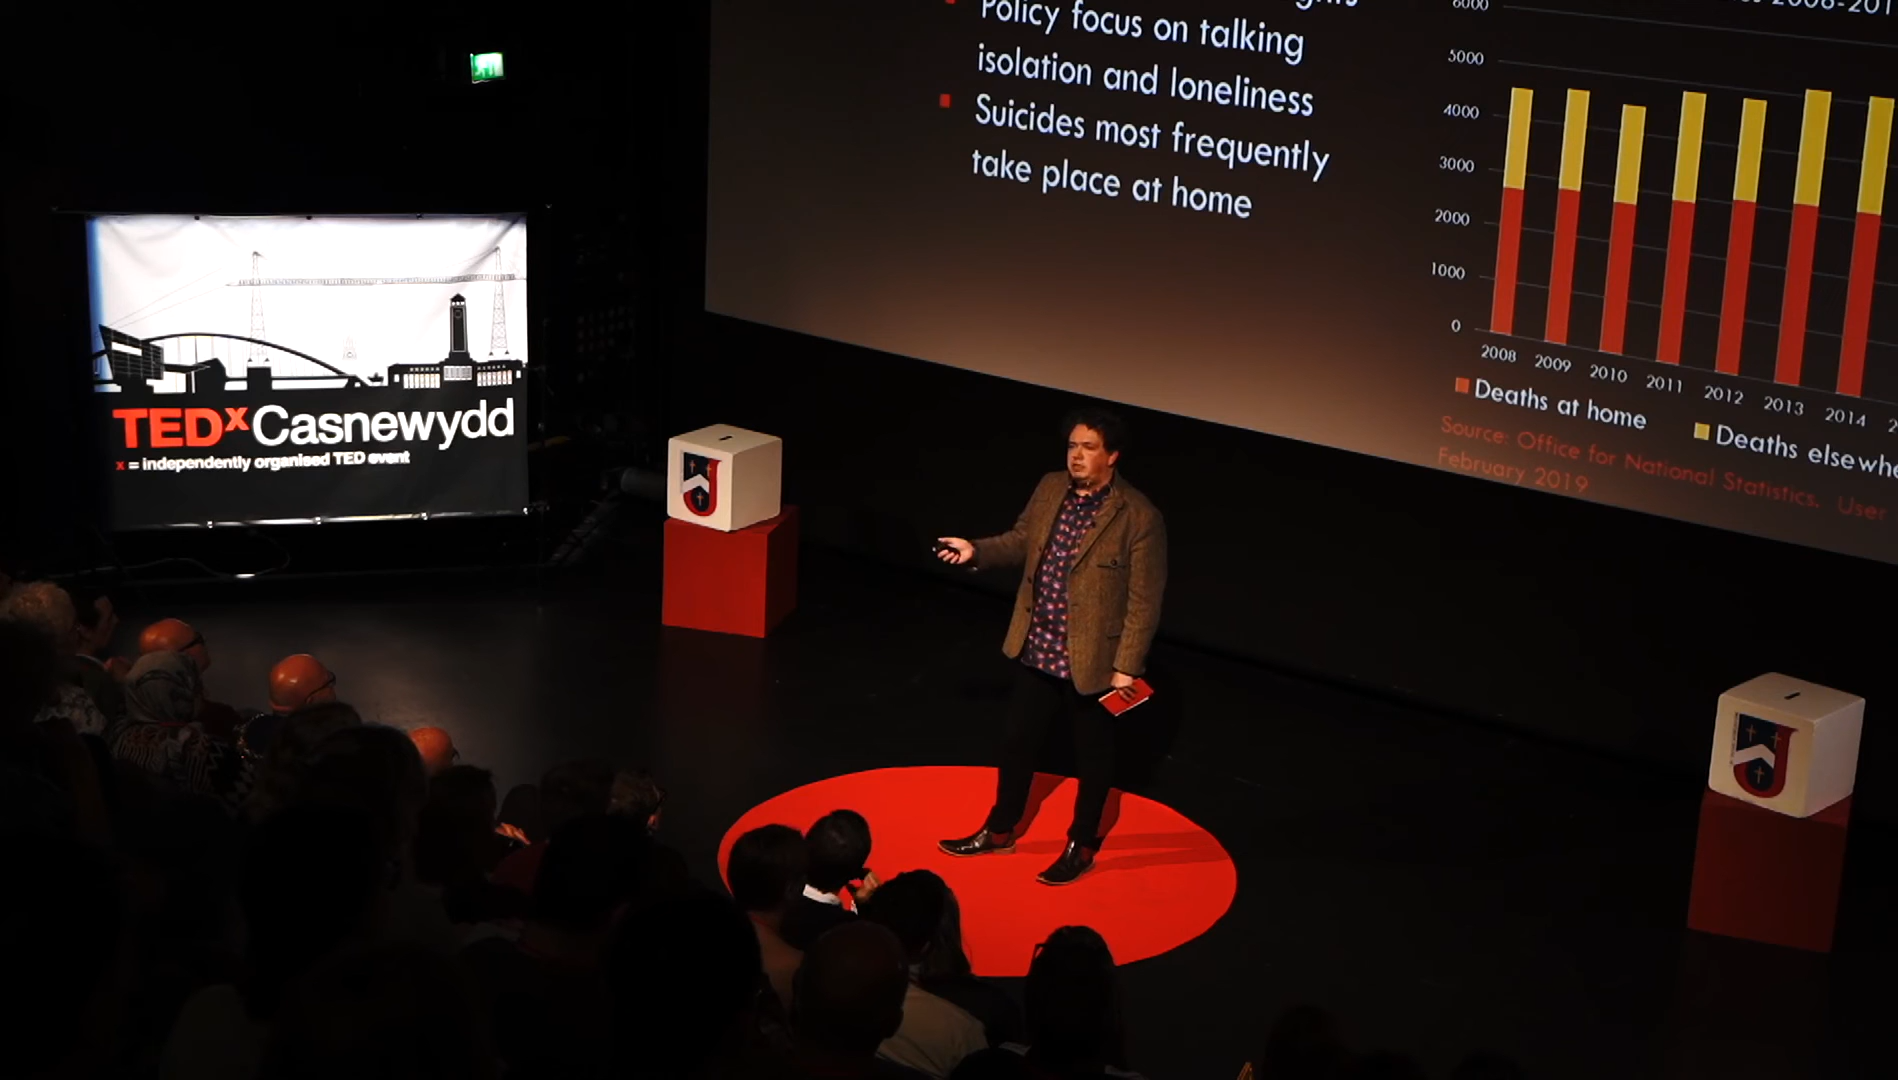 Policy focus on talking
isolation and loneliness
Suicides most frequently
take place at home
6000
5000
4000
3000
2000
1000
0
2008 2009 2010 2011 2012 2013 2014
Deaths at home
Deaths
Source: Office for National Statistics. User
February 2019
TEDxCasnewydd
x = independently organised TED event